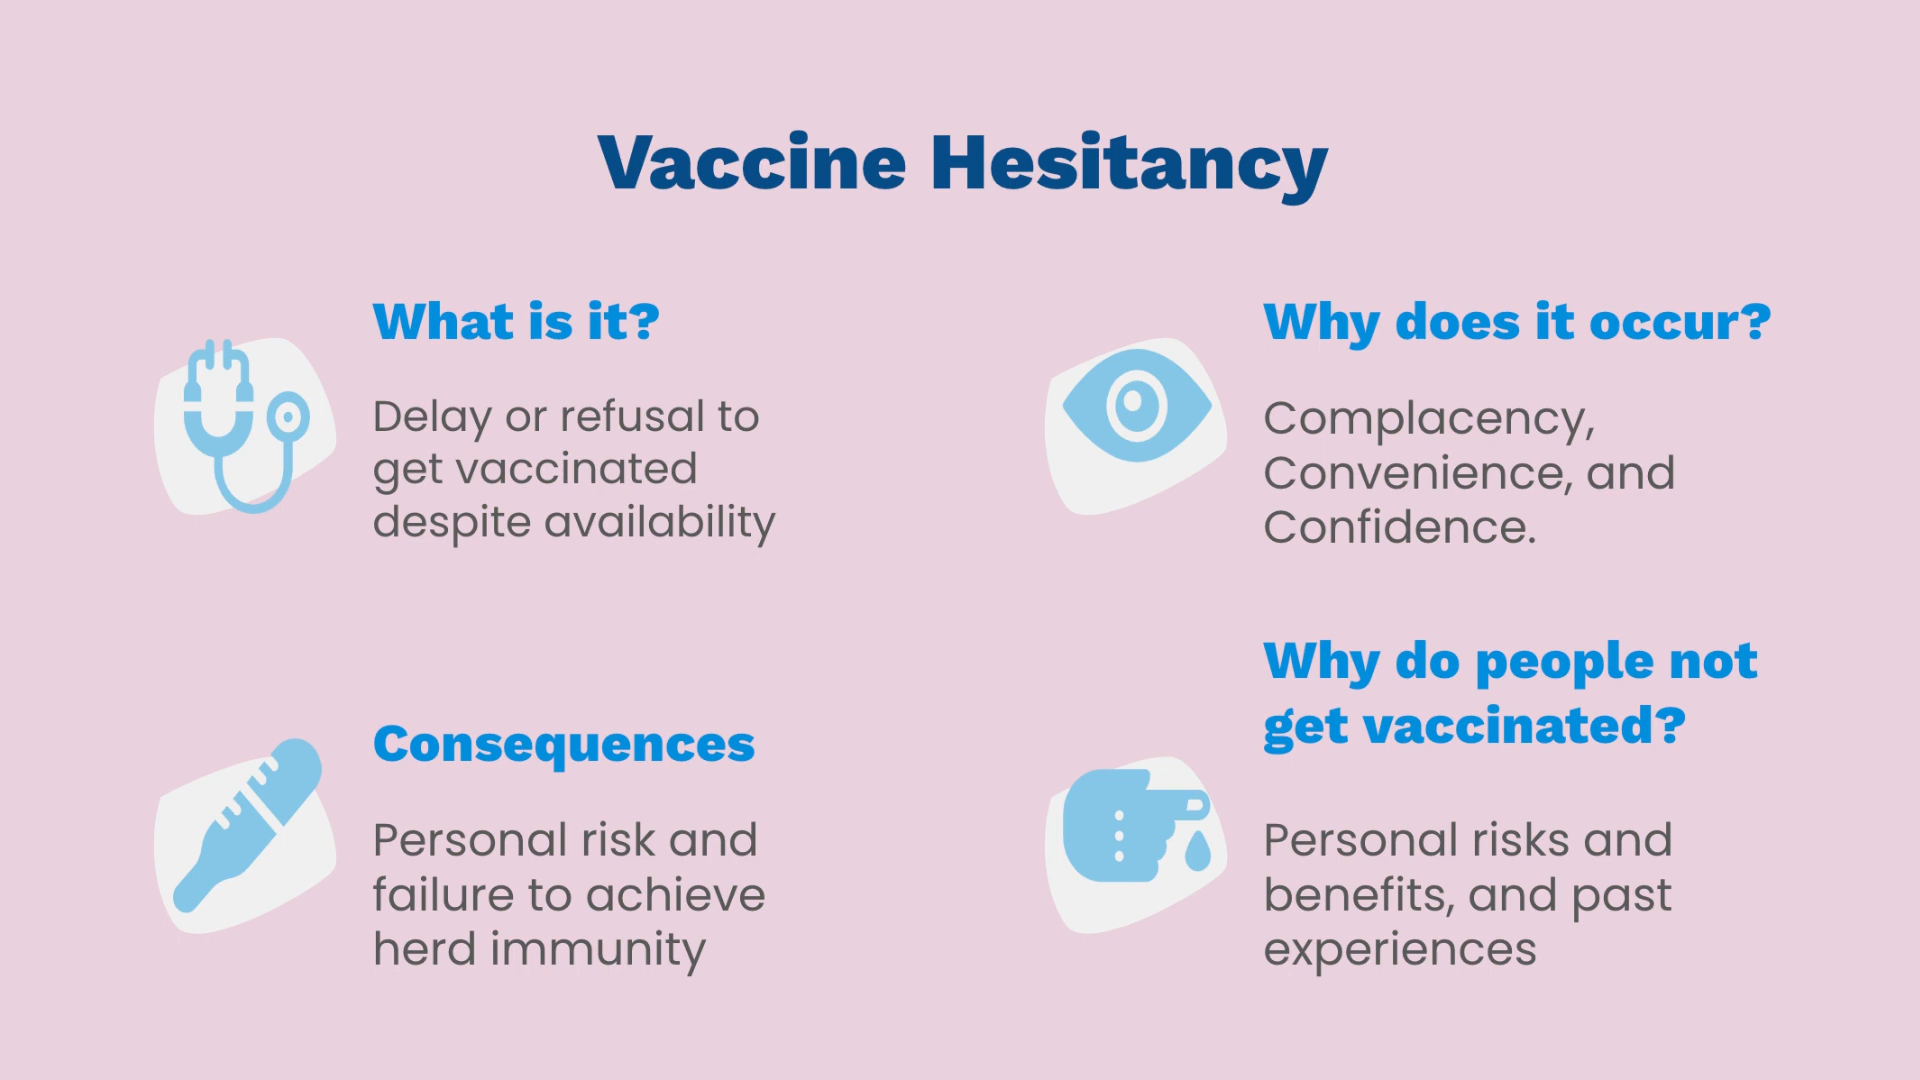 Vaccine Hesitancy
What is it?
Delay or refusal to
get vaccinated
despite availability
Why does it occur?
Complacency,
Convenience, and
Confidence.
Consequences
Personal risk and
failure to achieve
herd immunity
Why do people not
get vaccinated?
Personal risks and
benefits, and past
experiences